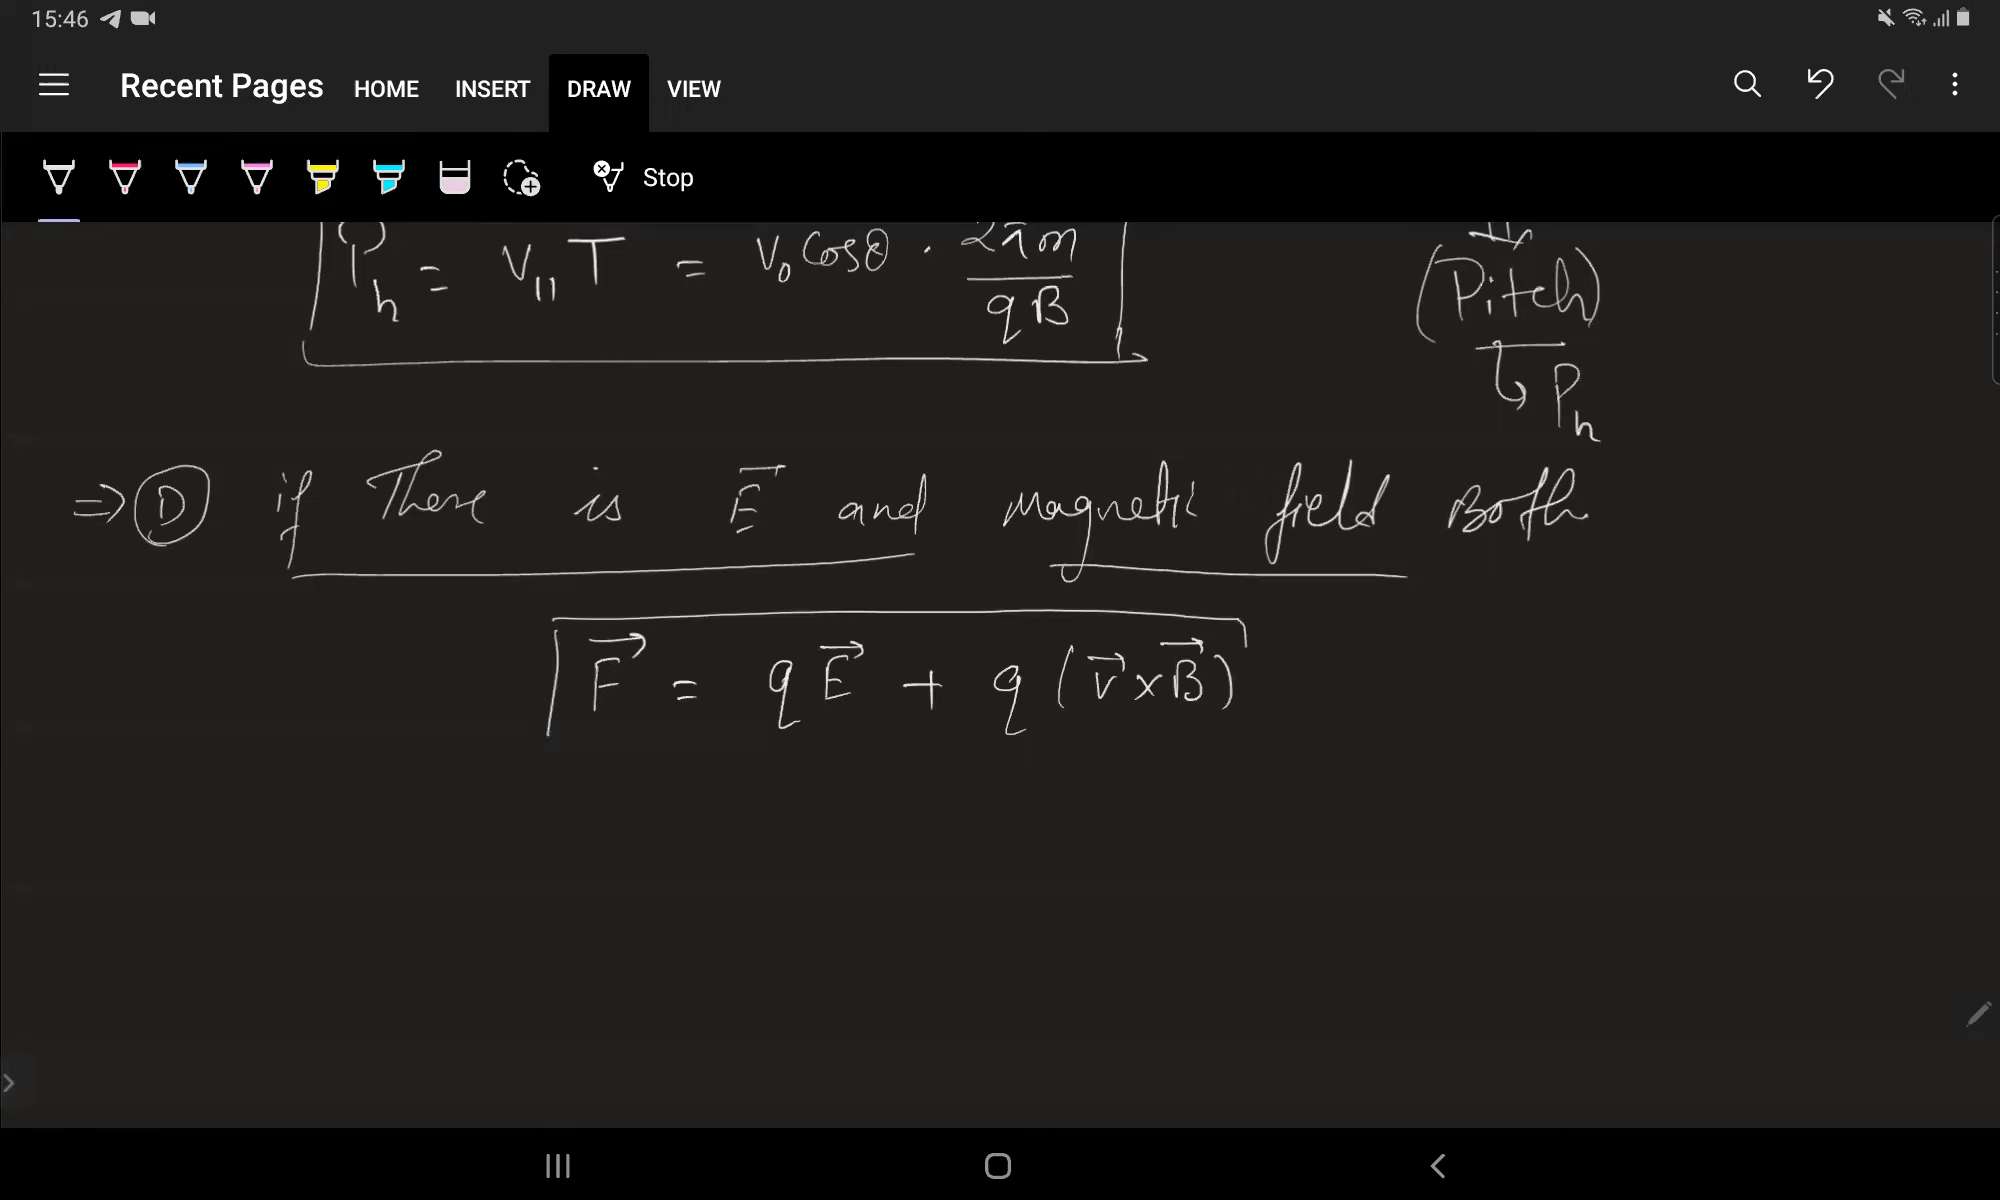 15:46
Recent Pages HOME INSERT DRAW VIEW
Stop
Ph = V|| T = V₀ Cosθ · 2πm / qB
(Pitch)
Ph
⇒ (D) if There is E⃗ and magnetic field Both
F⃗ = qE⃗ + q(v⃗ × B⃗)